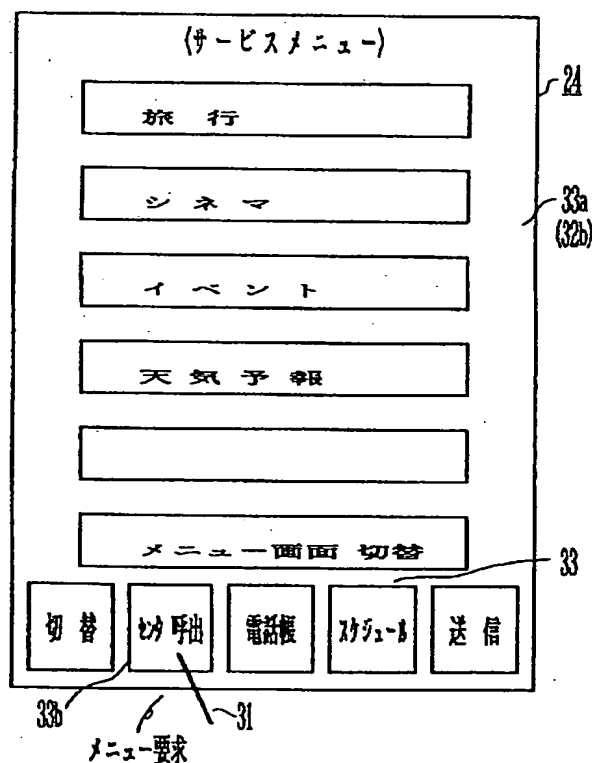 (サービスメニュー)
24
旅行
33a
(32b)
シネマ
イベント
天気予報
メニュー画面 切替
33
切替 センタ呼出 電話帳 スケジュール 送信
33b
31
メニュー要求